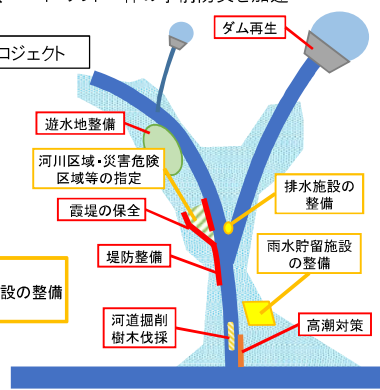 ダム再生
ロジェクト
遊水地整備
河川区域・災害危険
区域等の指定
排水施設の
整備
霞堤の保全
雨水貯留施設
の整備
堤防整備
設の整備
河道掘削
樹木伐採
高潮対策